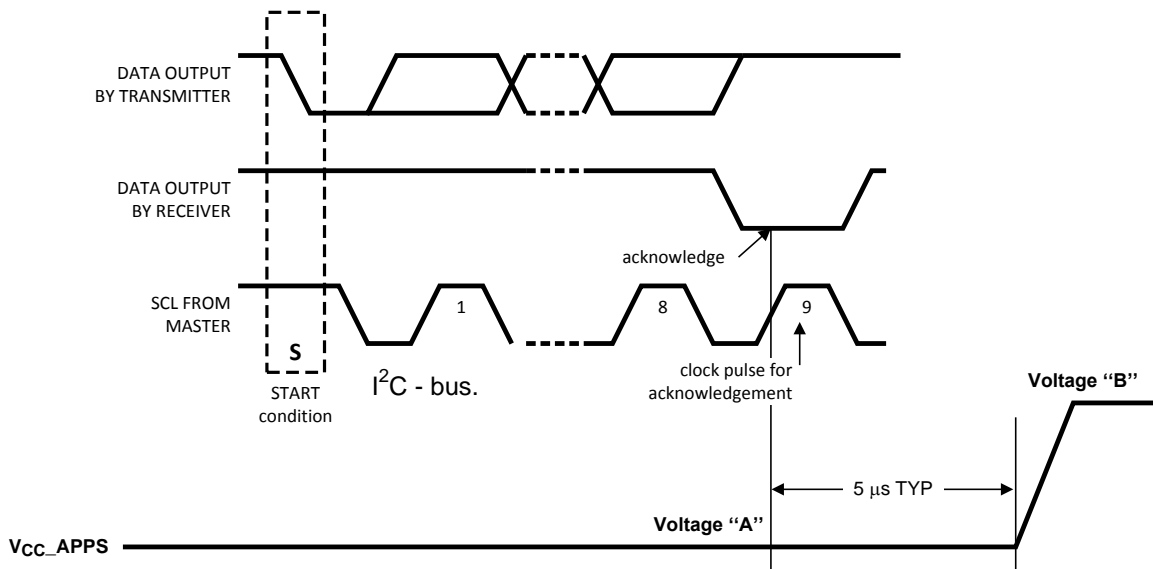 DATA OUTPUT
BY TRANSMITTER
DATA OUTPUT
BY RECEIVER
acknowledge
SCL FROM
MASTER
1
8
9
S
START
condition
I²C - bus.
clock pulse for
acknowledgement
Voltage “B”
5 μs TYP
Voltage “A”
VCC_APPS